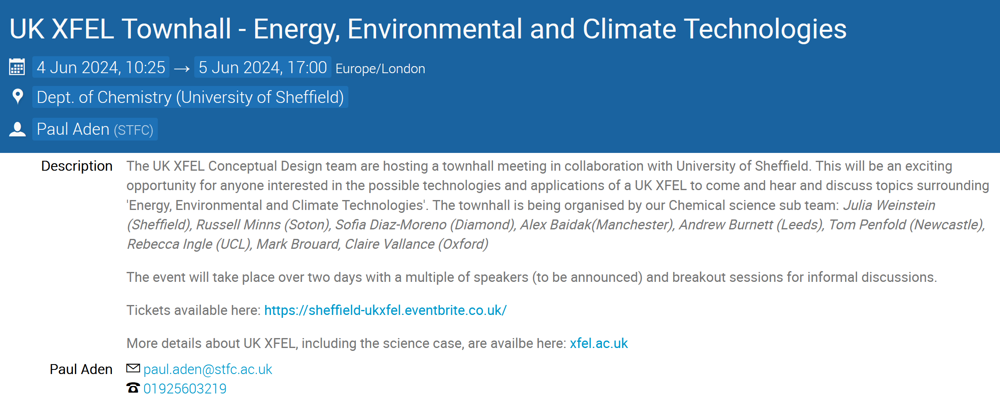 UK XFEL Townhall - Energy, Environmental and Climate Technologies
4 Jun 2024, 10:25 → 5 Jun 2024, 17:00 Europe/London
Dept. of Chemistry (University of Sheffield)
Paul Aden (STFC)
Description The UK XFEL Conceptual Design team are hosting a townhall meeting in collaboration with University of Sheffield. This will be an exciting
opportunity for anyone interested in the possible technologies and applications of a UK XFEL to come and hear and discuss topics surrounding
'Energy, Environmental and Climate Technologies'. The townhall is being organised by our Chemical science sub team: Julia Weinstein
(Sheffield), Russell Minns (Soton), Sofia Diaz-Moreno (Diamond), Alex Baidak(Manchester), Andrew Burnett (Leeds), Tom Penfold (Newcastle),
Rebecca Ingle (UCL), Mark Brouard, Claire Vallance (Oxford)
The event will take place over two days with a multiple of speakers (to be announced) and breakout sessions for informal discussions.
Tickets available here: https://sheffield-ukxfel.eventbrite.co.uk/
More details about UK XFEL, including the science case, are availbe here: xfel.ac.uk
Paul Aden paul.aden@stfc.ac.uk
01925603219